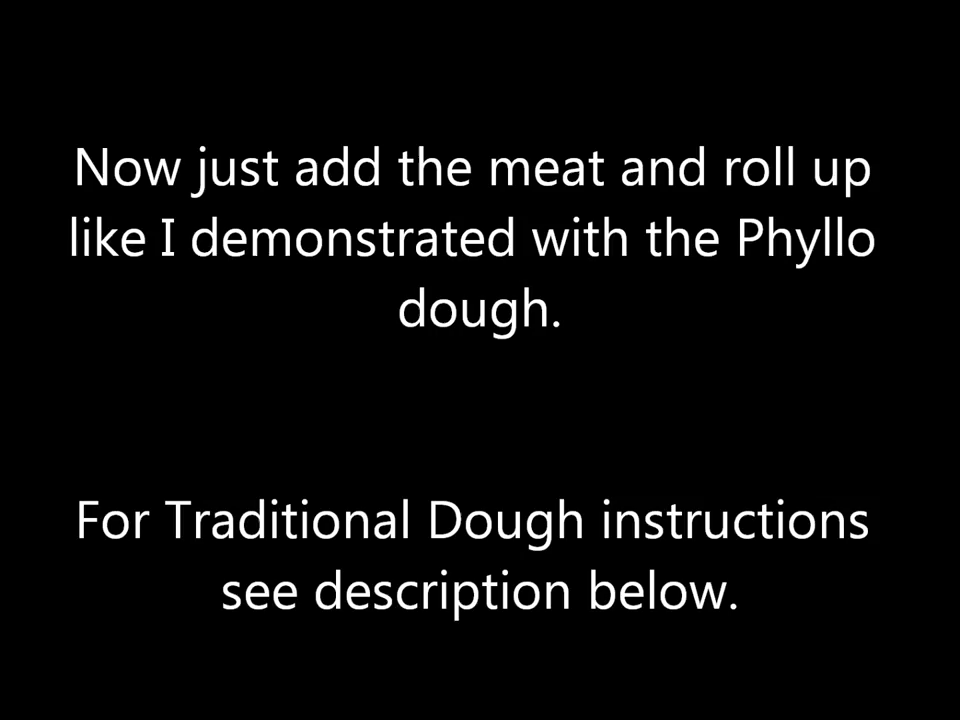 Now just add the meat and roll up
like I demonstrated with the Phyllo
dough.
For Traditional Dough instructions
see description below.